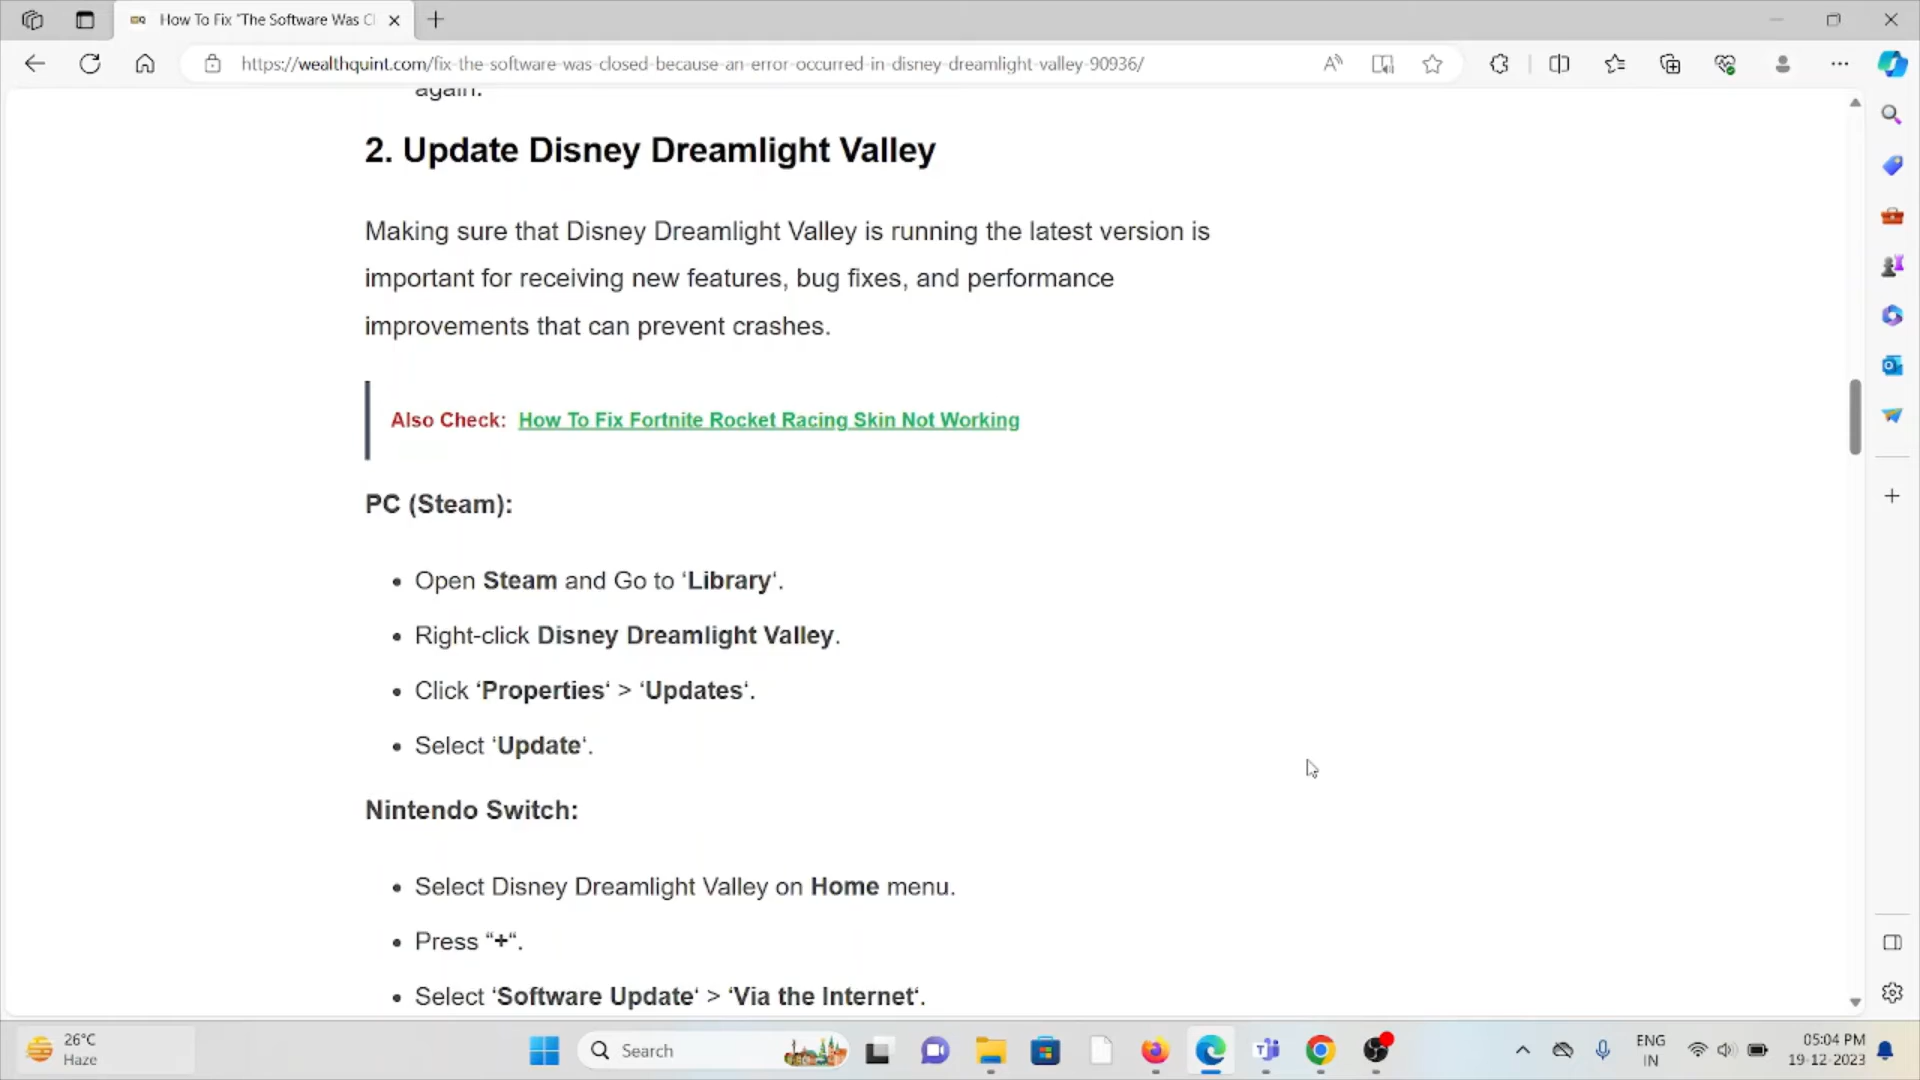 How To Fix "The Software Was Cl
https://wealthquint.com/fix-the-software-was-closed-because-an-error-occurred-in-disney-dreamlight-valley-90936/
again.
2. Update Disney Dreamlight Valley
Making sure that Disney Dreamlight Valley is running the latest version is
important for receiving new features, bug fixes, and performance
improvements that can prevent crashes.
Also Check: How To Fix Fortnite Rocket Racing Skin Not Working
PC (Steam):
• Open Steam and Go to ‘Library‘.
• Right-click Disney Dreamlight Valley.
• Click ‘Properties‘ > ‘Updates‘.
• Select ‘Update‘.
Nintendo Switch:
• Select Disney Dreamlight Valley on Home menu.
• Press “+“.
• Select ‘Software Update‘ > ‘Via the Internet‘.
26°C
Haze
Search
ENG
IN
05:04 PM
19-12-2023